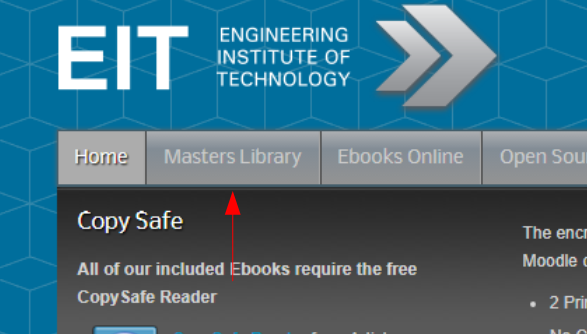 EIT
ENGINEERING
INSTITUTE OF
TECHNOLOGY
Home Masters Library Ebooks Online Open Sou
Copy Safe
All of our included Ebooks require the free
CopySafe Reader
The encr
Moodle
2 Pri